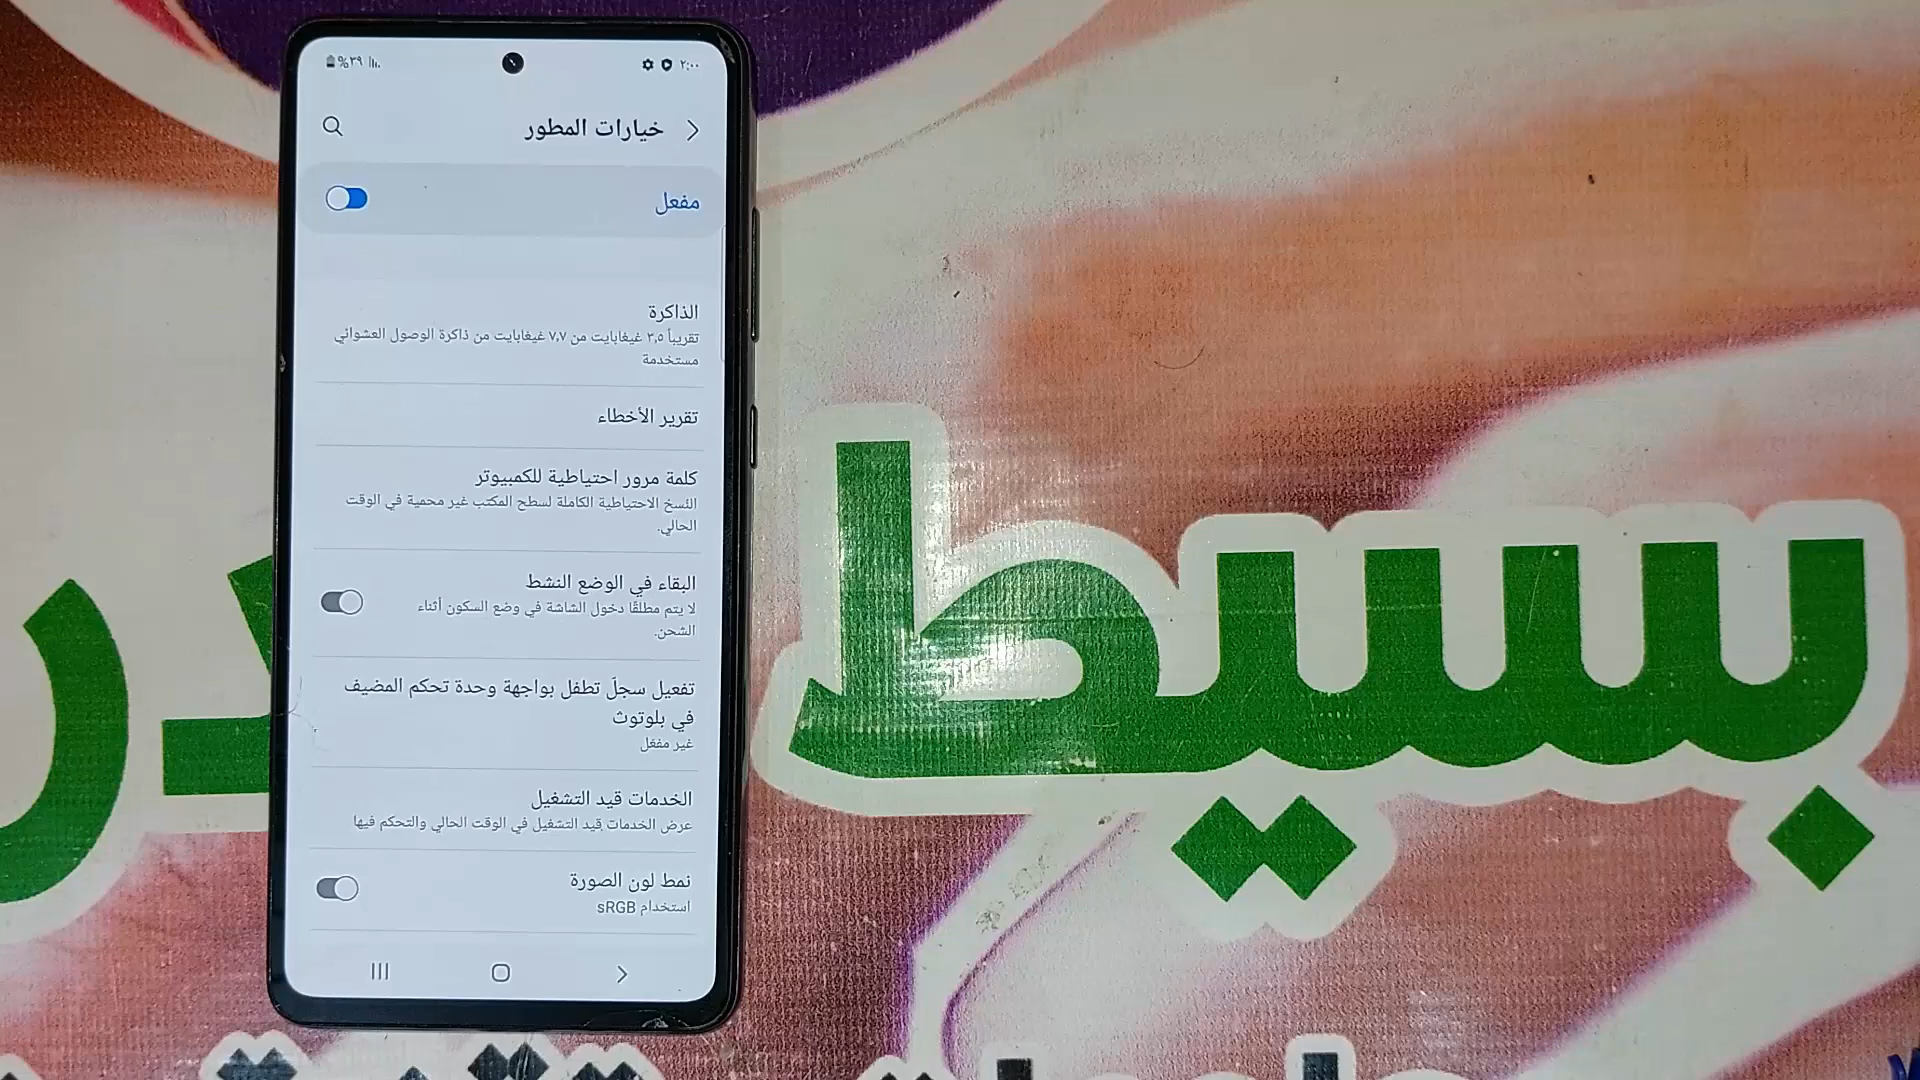 ٢:٠٠
%٣٩
خيارات المطور
مفعل
الذاكرة
تقريباً ٣٫٥ غيغابايت من ٧٫٧ غيغابايت من ذاكرة الوصول العشوائي
مستخدمة
تقرير الأخطاء
كلمة مرور احتياطية للكمبيوتر
النُسخ الاحتياطية الكاملة لسطح المكتب غير محمية في الوقت
الحالي.
البقاء في الوضع النشط
لا يتم مطلقًا دخول الشاشة في وضع السكون أثناء
الشحن.
تفعيل سجلّ تطفل بواجهة وحدة تحكم المضيف
في بلوتوث
غير مفعّل
الخدمات قيد التشغيل
عرض الخدمات قيد التشغيل في الوقت الحالي والتحكم فيها
نمط لون الصورة
استخدام sRGB
بسيط